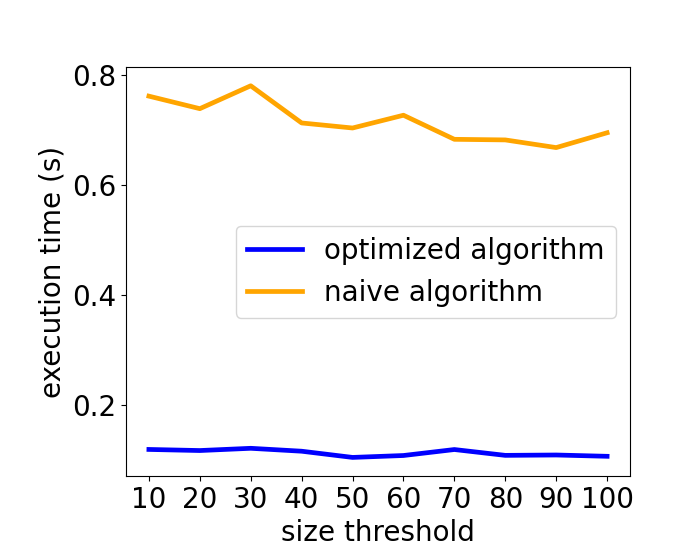 0.8
0.6
0.4
0.2
execution time (s)
optimized algorithm
naive algorithm
10 20 30 40 50 60 70 80 90 100
size threshold